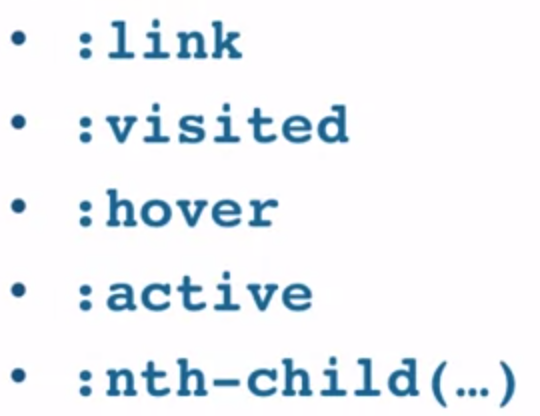 • :link
• :visited
• :hover
• :active
• :nth-child(…)